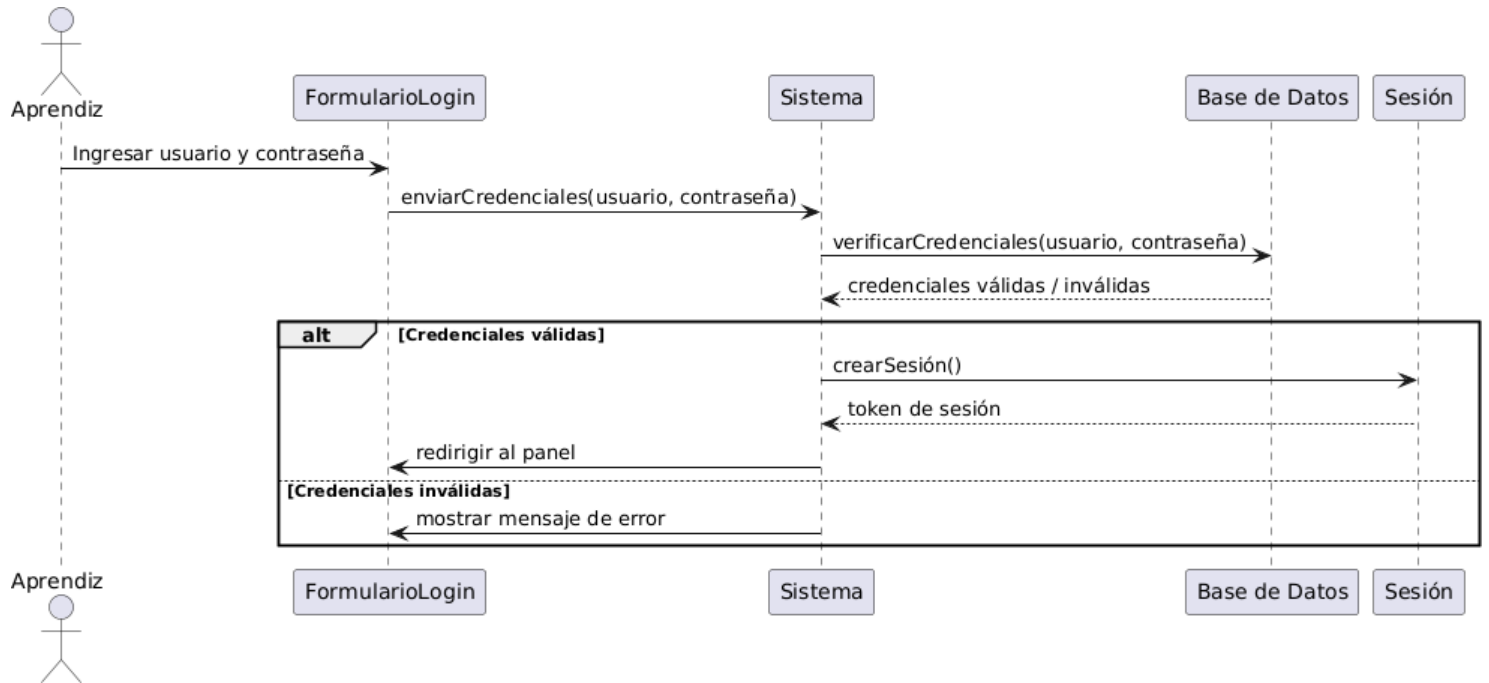 Aprendiz
FormularioLogin
Sistema
Base de Datos
Sesión
Ingresar usuario y contraseña
enviarCredenciales(usuario, contraseña)
verificarCredenciales(usuario, contraseña)
credenciales válidas / inválidas
alt
[Credenciales válidas]
crearSesión()
token de sesión
redirigir al panel
[Credenciales inválidas]
mostrar mensaje de error
Aprendiz
FormularioLogin
Sistema
Base de Datos
Sesión